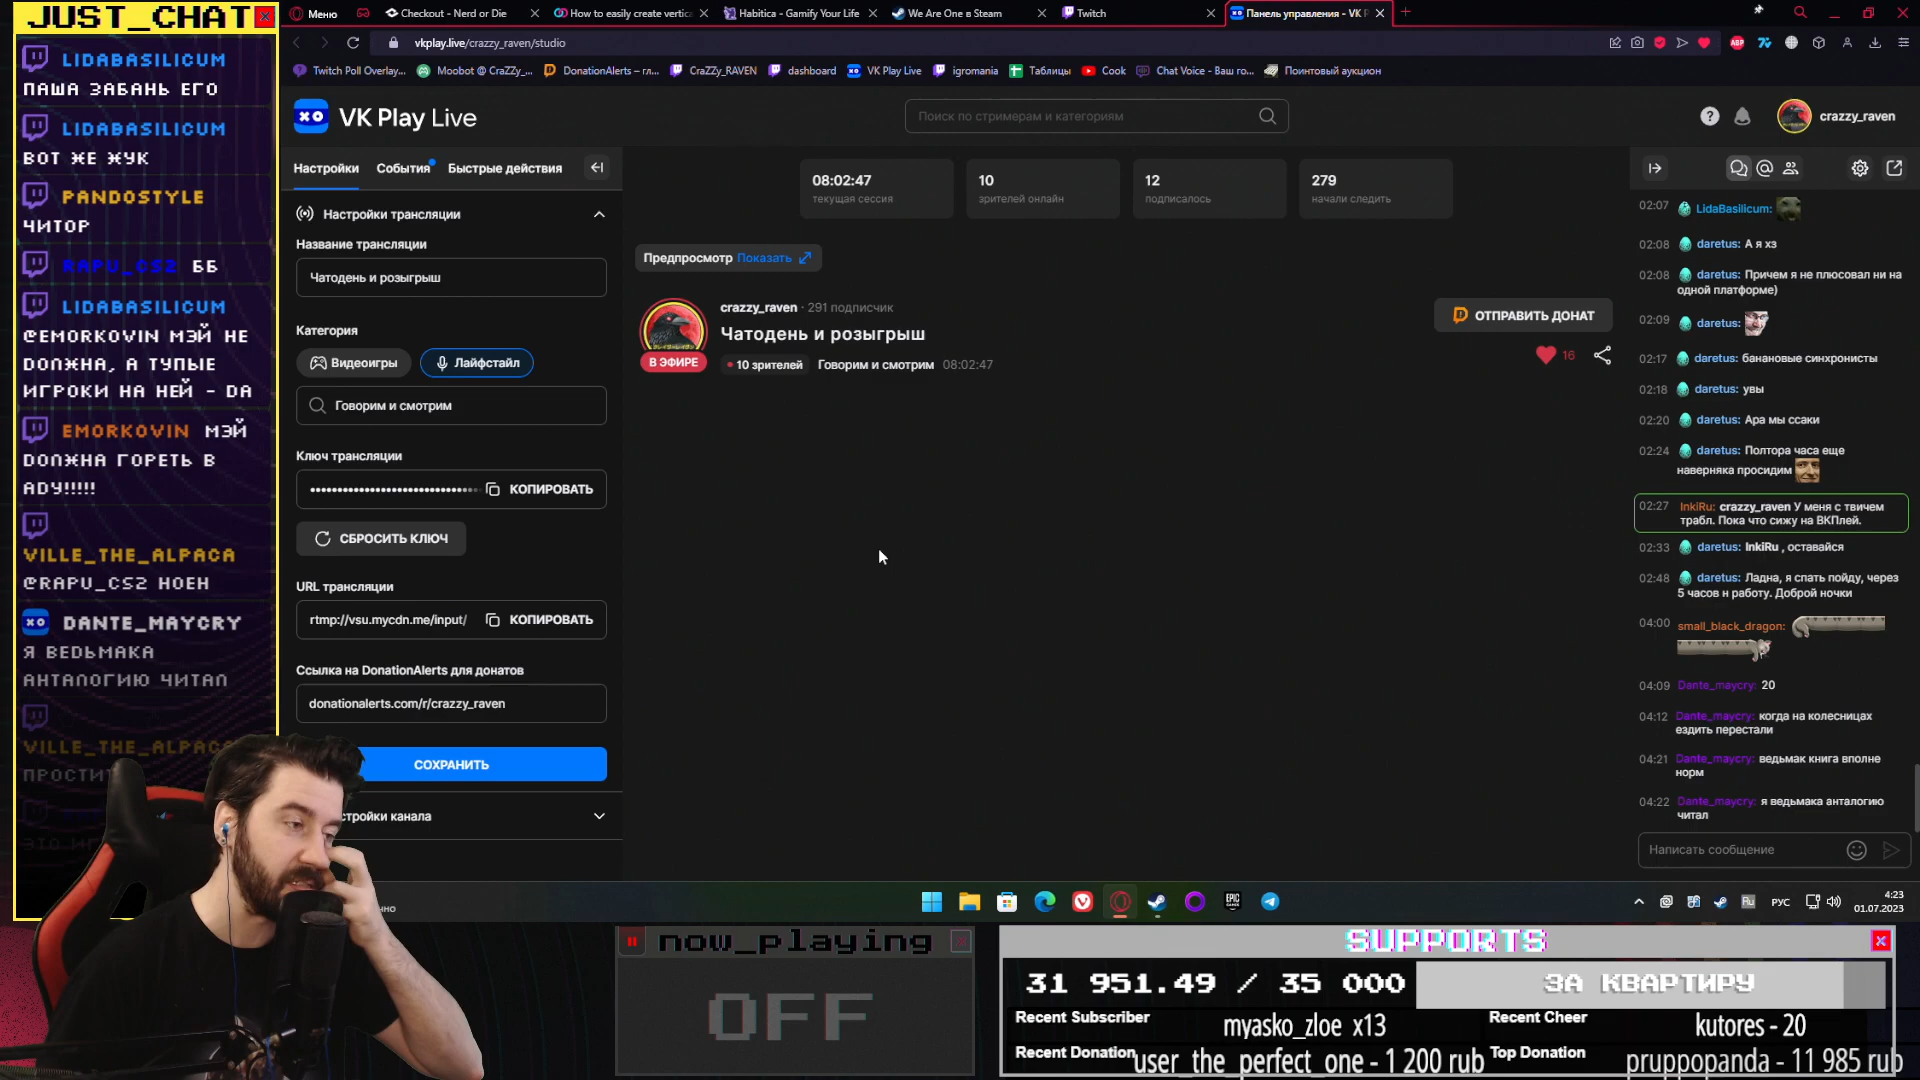 JUST_CHAT
LIDABASILICUM
ПАША ЗАБАНЬ ЕГО
LIDABASILICUM
ВОТ ЖЕ ЖУК
PANDOSTYLE
ЧИТОР
RAPU_CS2 ББ
LIDABASILICUM
@EMORKOVIN МЭЙ НЕ
ДОЛЖНА, А ТУПЫЕ
ИГРОКИ НА НЕЙ - DA
EMORKOVIN МЭЙ
ДОЛЖНА ГОРЕТЬ В
АДУ!!!!!
VILLE_THE_ALPACA
@RAPU_CS2 НОЕН
DANTE_MAYCRY
Я ВЕДЬМАКА
АНТАЛОГИЮ ЧИТАЛ
VILLE_THE_ALPACA
Меню
Checkout - Nerd or Die
How to easily create vertica
Habitica - Gamify Your Life
We Are One в Steam
Twitch
Панель управления - VK P
vkplay.live/crazzy_raven/studio
Twitch Poll Overlay...
Moobot @ CraZzy_...
DonationAlerts – гл...
CraZZy_RAVEN
dashboard
VK Play Live
igromania
Таблицы
Cook
Chat Voice - Ваш го...
Поинтовый аукцион
VK Play Live
Поиск по стримерам и категориям
crazzy_raven
Настройки
События
Быстрые действия
Настройки трансляции
Название трансляции
Чатодень и розыгрыш
Категория
Видеоигры
Лайфстайл
Говорим и смотрим
Ключ трансляции
КОПИРОВАТЬ
СБРОСИТЬ КЛЮЧ
URL трансляции
rtmp://vsu.mycdn.me/input/
КОПИРОВАТЬ
Ссылка на DonationAlerts для донатов
donationalerts.com/r/crazzy_raven
СОХРАНИТЬ
стройки канала
08:02:47
текущая сессия
10
зрителей онлайн
12
подписалось
279
начали следить
Предпросмотр Показать
crazzy_raven · 291 подписчик
Чатодень и розыгрыш
В ЭФИРЕ
10 зрителей
Говорим и смотрим
08:02:47
ОТПРАВИТЬ ДОНАТ
16
02:07 LidaBasilicum:
02:08 daretus: А я хз
02:08 daretus: Причем я не плюсовал ни на
одной платформе)
02:09 daretus:
02:17 daretus: банановые синхронисты
02:18 daretus: увы
02:20 daretus: Ара мы ссаки
02:24 daretus: Полтора часа еще
наверняка просидим
02:27 InkiRu: crazzy_raven У меня с твичем
трабл. Пока что сижу на ВКПлей.
02:33 daretus: InkiRu , оставайся
02:48 daretus: Ладна, я спать пойду, через
5 часов н работу. Доброй ночки
04:00 small_black_dragon:
04:09 Dante_maycry: 20
04:12 Dante_maycry: когда на колесницах
ездить перестали
04:21 Dante_maycry: ведьмак книга вполне
норм
04:22 Dante_maycry: я ведьмака анталогию
читал
Написать сообщение
РУС
4:23
01.07.2023
now_playing
OFF
SUPPORTS
31 951.49 / 35 000
ЗА КВАРТИРУ
Recent Subscriber
myasko_zloe x13
Recent Cheer
kutores - 20
Recent Donation
user_the_perfect_one - 1 200 rub
Top Donation
pruppopanda - 11 985 rub